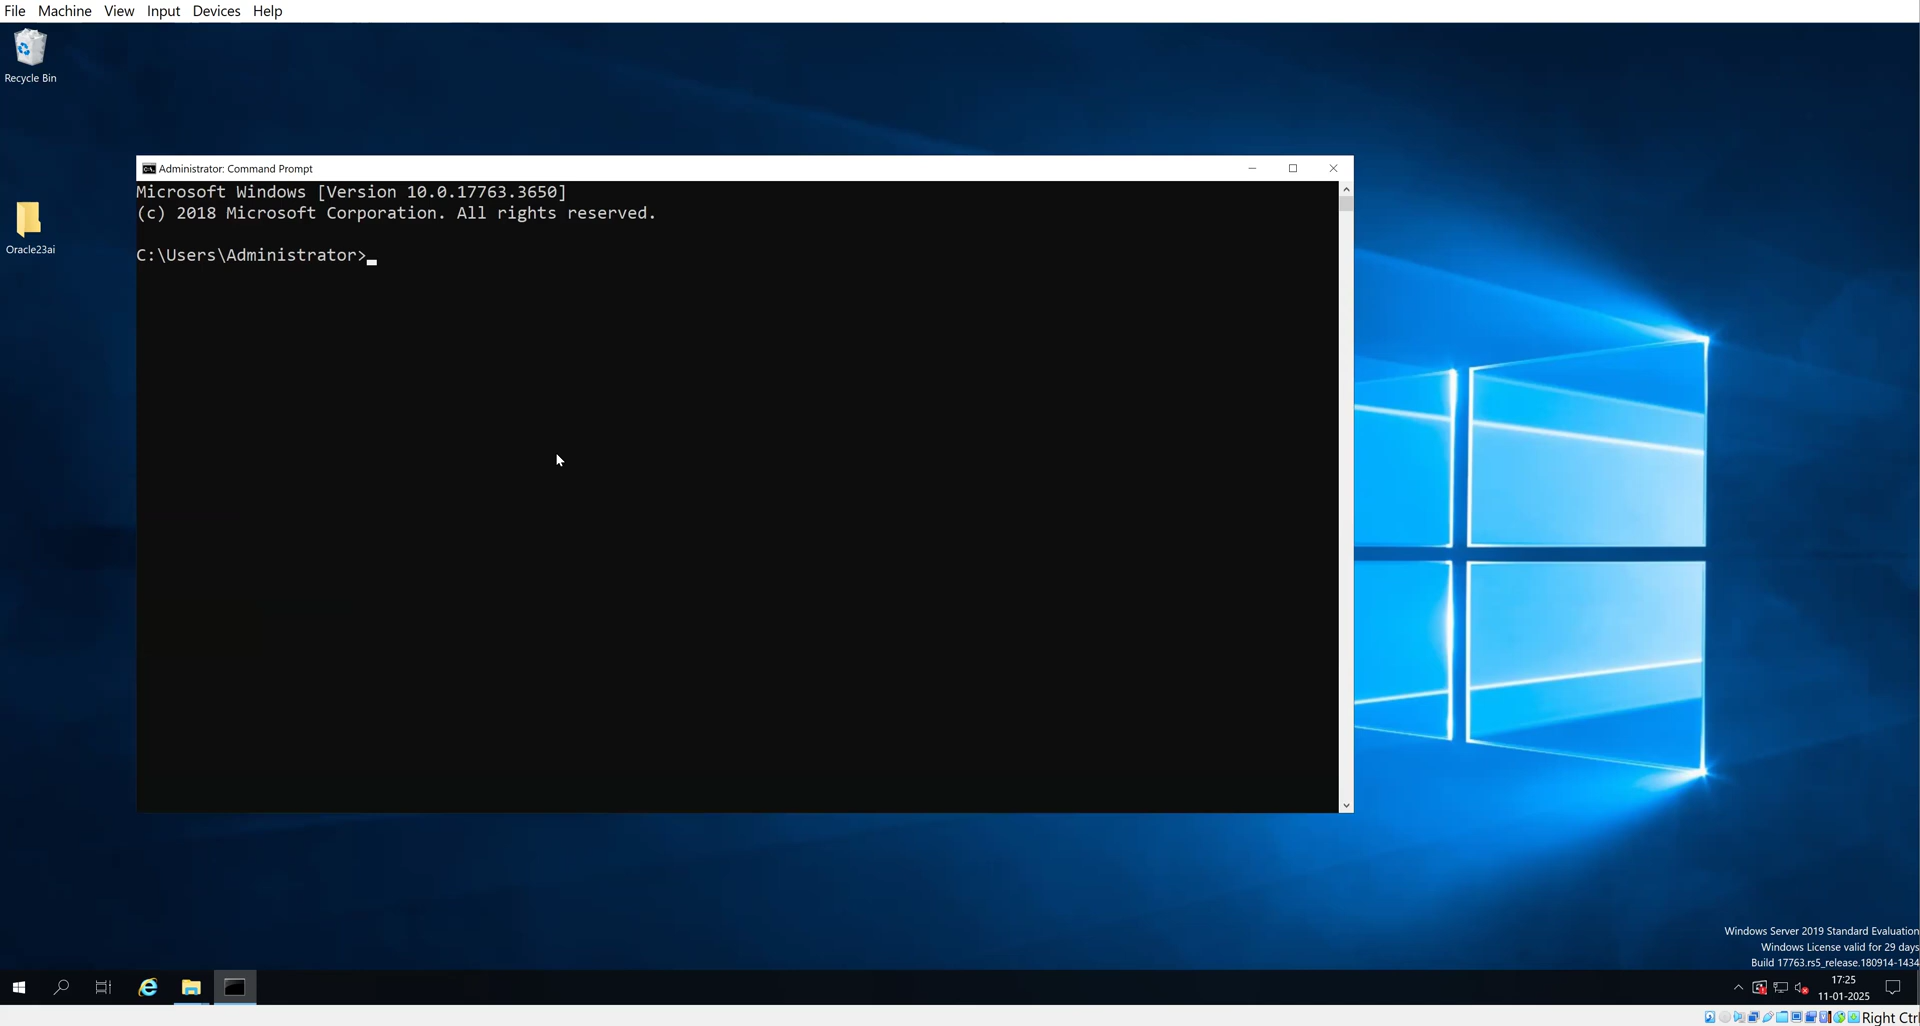 File Machine View Input Devices Help
Recycle Bin
Oracle23ai
Administrator: Command Prompt
Microsoft Windows [Version 10.0.17763.3650]
(c) 2018 Microsoft Corporation. All rights reserved.
C:\Users\Administrator>
Windows Server 2019 Standard Evaluation
Windows License valid for 29 days
Build 17763.rs5_release.180914-1434
17:25
11-01-2025
Right Ctrl